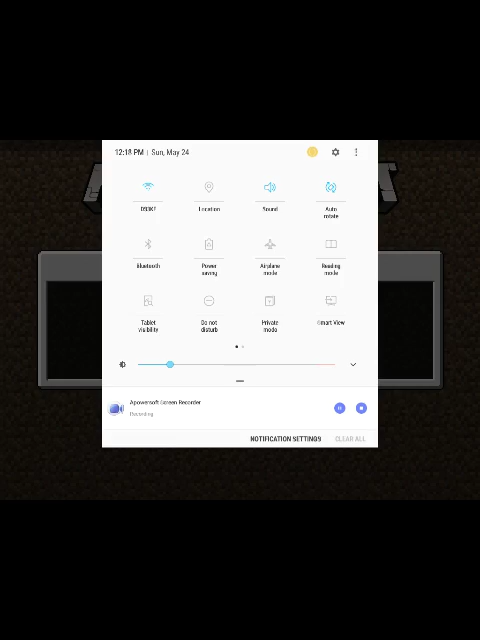 12:18 PM | Sun, May 24
Location
Sound
Auto
rotate
Bluetooth
Power
saving
Airplane
mode
Reading
mode
Tablet
visibility
Do not
disturb
Private
mode
Smart View
Apowersoft Screen Recorder
Recording
NOTIFICATION SETTINGS
CLEAR ALL